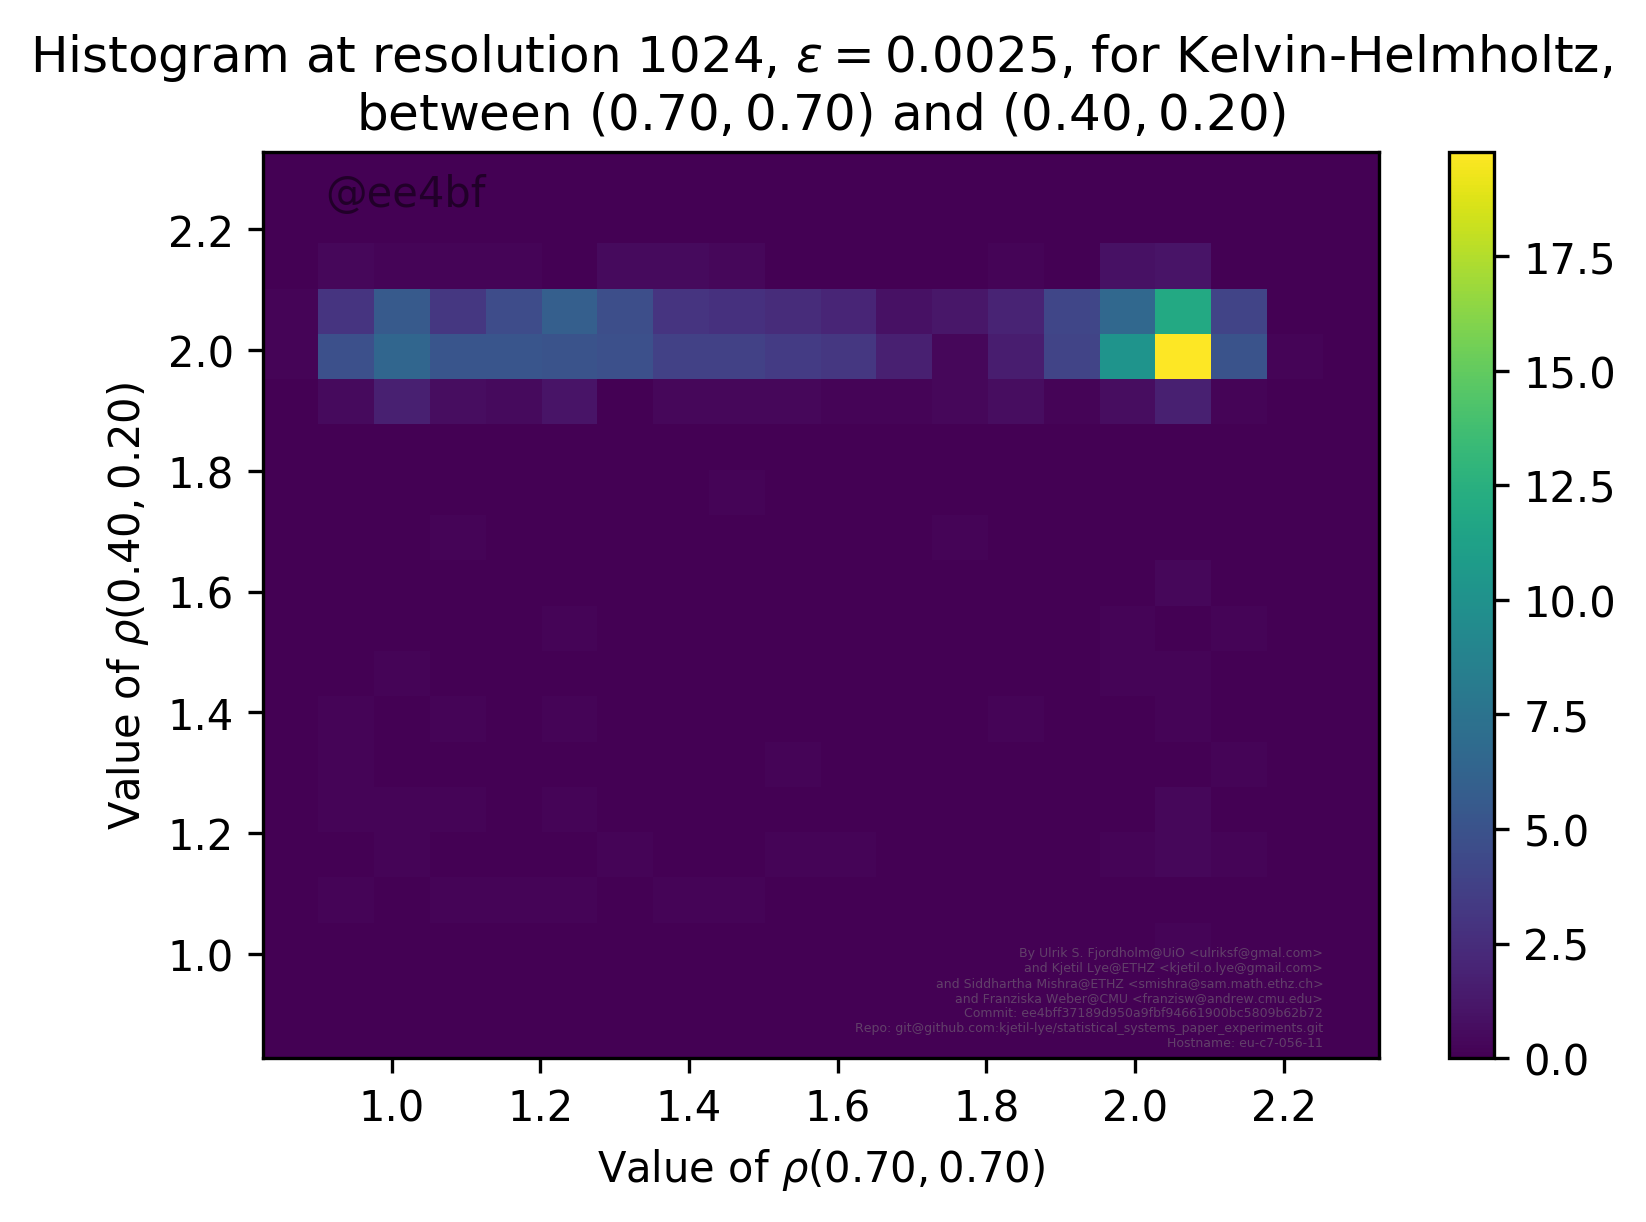 Histogram at resolution 1024, ε = 0.0025, for Kelvin-Helmholtz,
between (0.70, 0.70) and (0.40, 0.20)
@ee4bf
2.2
2.0
1.8
1.6
1.4
1.2
1.0
Value of ρ(0.40, 0.20)
17.5
15.0
12.5
10.0
7.5
5.0
2.5
0.0
By Ulrik S. Fjordholm@UiO <ulriksf@gmal.com>
and Kjetil Lye@ETHZ <kjetil.o.lye@gmail.com>
and Siddhartha Mishra@ETHZ <smishra@sam.math.ethz.ch>
and Franziska Weber@CMU <franzisw@andrew.cmu.edu>
Commit: ee4bff37189d950a9fbf94661900bc5809b62b72
Repo: git@github.com:kjetil-lye/statistical_systems_paper_experiments.git
Hostname: eu-c7-056-11
1.0 1.2 1.4 1.6 1.8 2.0 2.2
Value of ρ(0.70, 0.70)